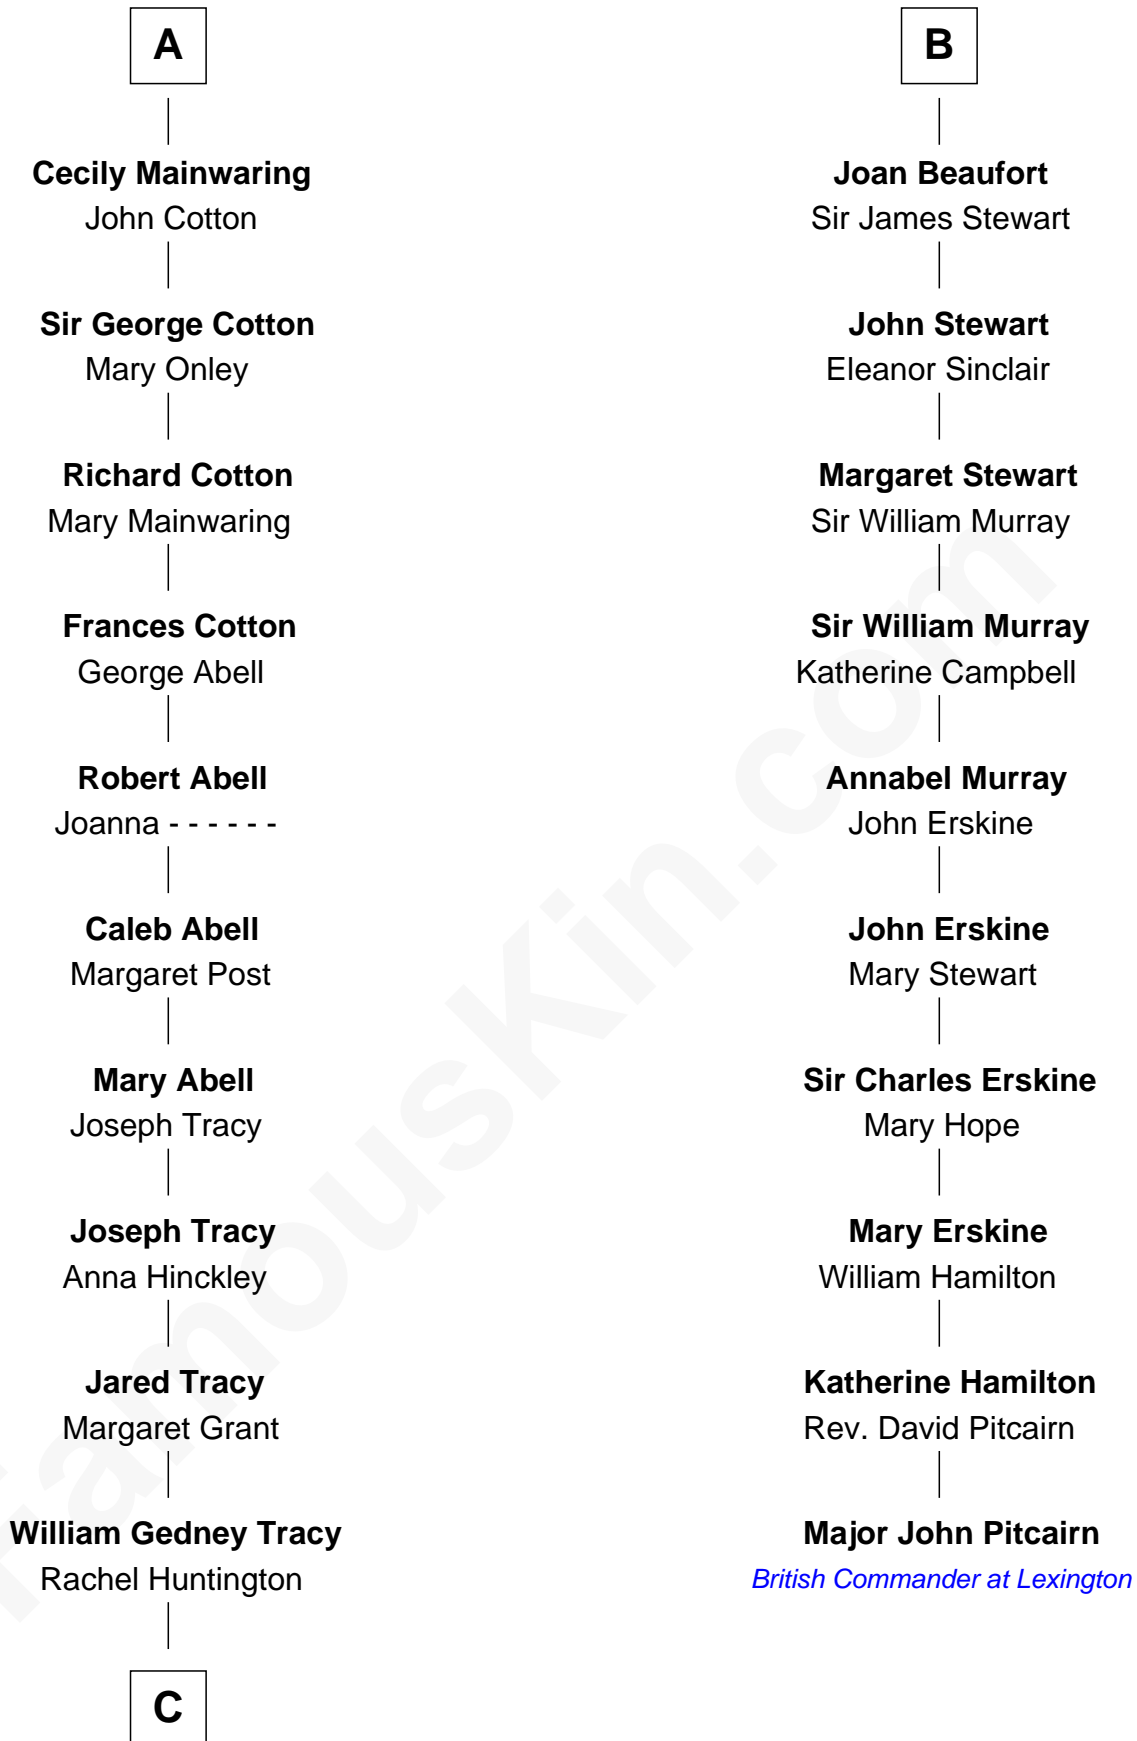 A
Cecily Mainwaring
John Cotton
Sir George Cotton
Mary Onley
Richard Cotton
Mary Mainwaring
Frances Cotton
George Abell
Robert Abell
Joanna - - - - - -
Caleb Abell
Margaret Post
Mary Abell
Joseph Tracy
Joseph Tracy
Anna Hinckley
Jared Tracy
Margaret Grant
William Gedney Tracy
Rachel Huntington
C
B
Joan Beaufort
Sir James Stewart
John Stewart
Eleanor Sinclair
Margaret Stewart
Sir William Murray
Sir William Murray
Katherine Campbell
Annabel Murray
John Erskine
John Erskine
Mary Stewart
Sir Charles Erskine
Mary Hope
Mary Erskine
William Hamilton
Katherine Hamilton
Rev. David Pitcairn
Major John Pitcairn
British Commander at Lexington
FamousKin.com